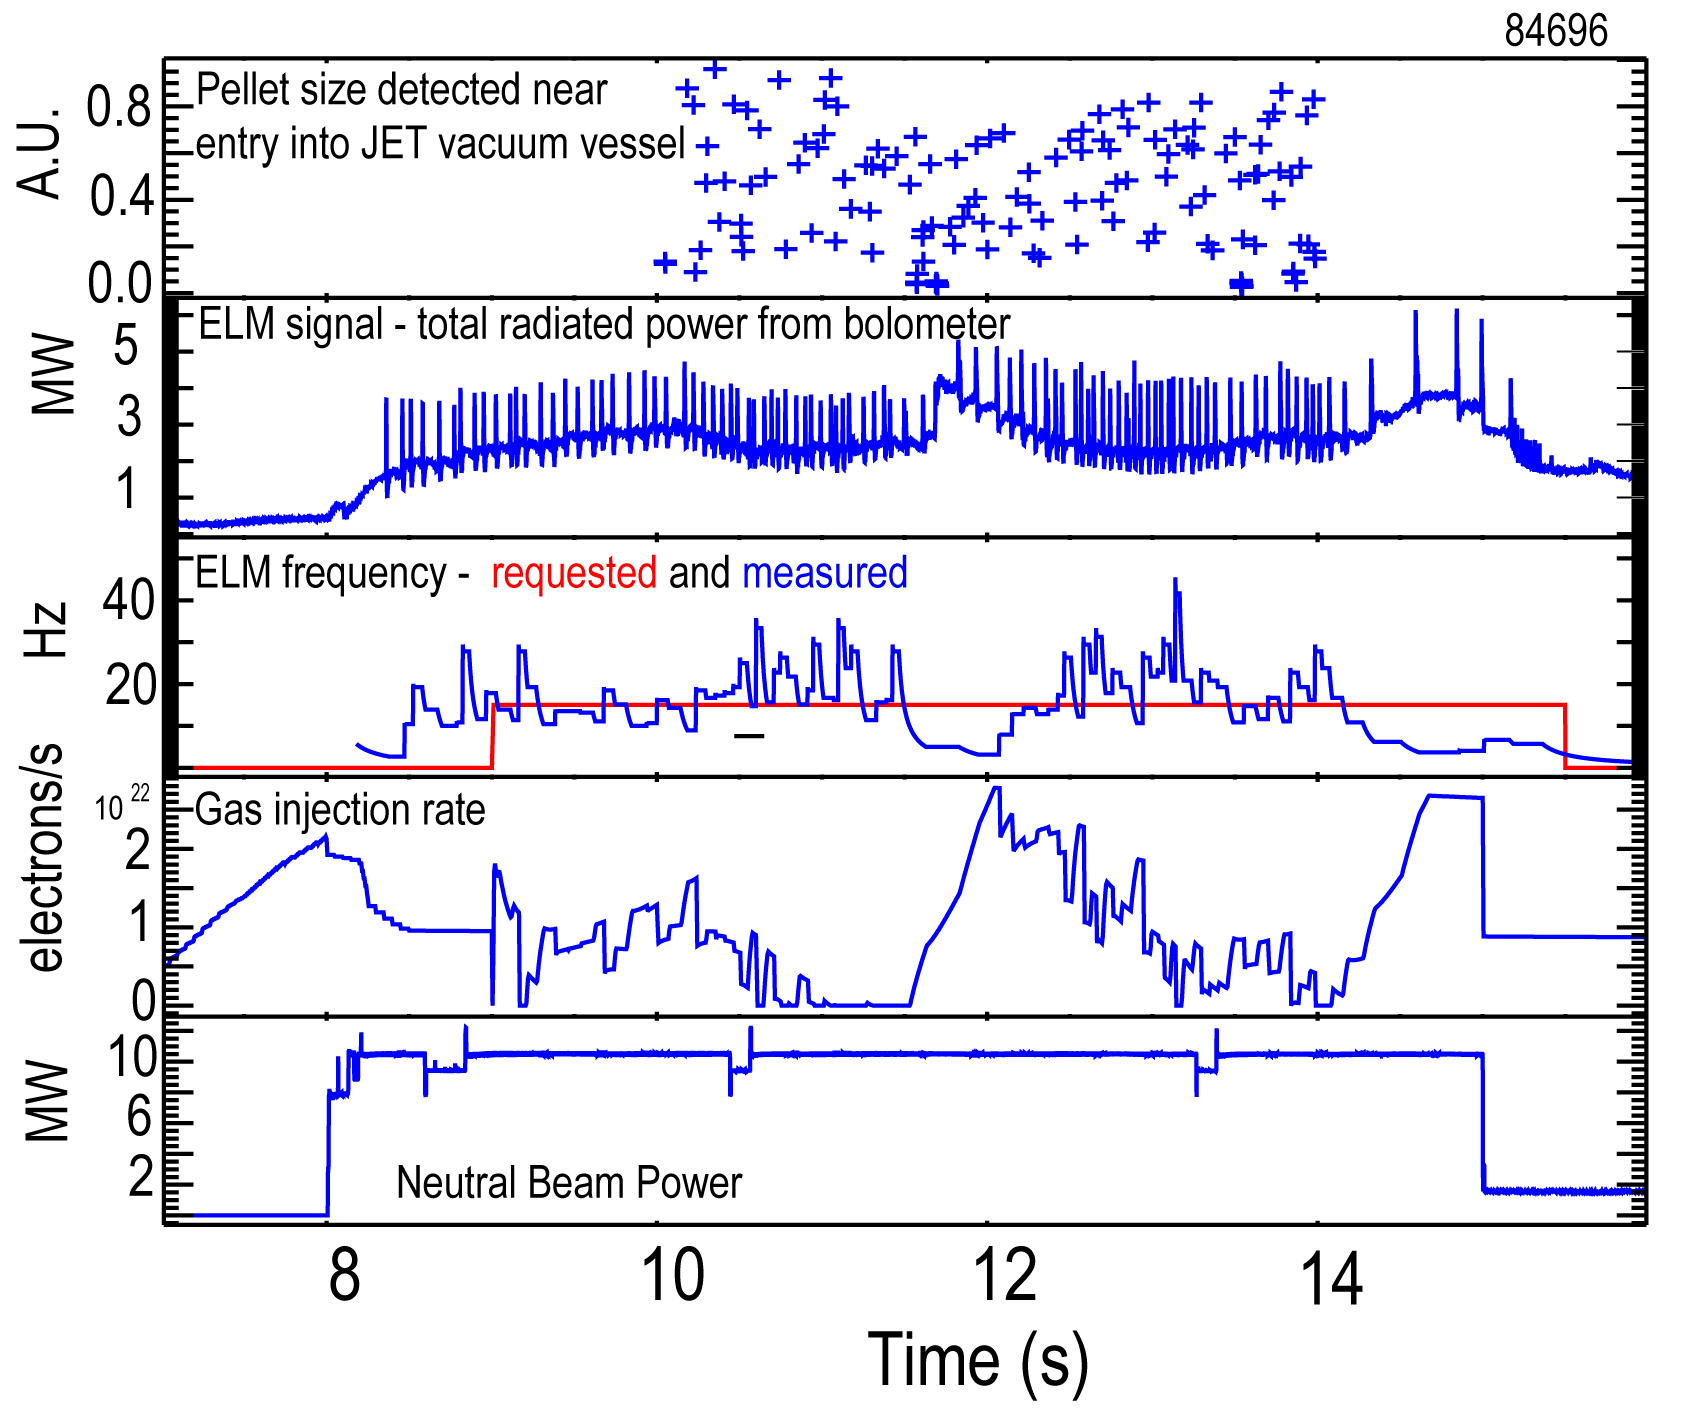 84696
Pellet size detected near
entry into JET vacuum vessel
A.U.
0.8
0.4
0.0
ELM signal - total radiated power from bolometer
MW
5
3
1
ELM frequency - requested and measured
Hz
40
20
Gas injection rate
electrons/s
10 22
2
1
0
MW
10
6
2
Neutral Beam Power
8 10 12 14
Time (s)